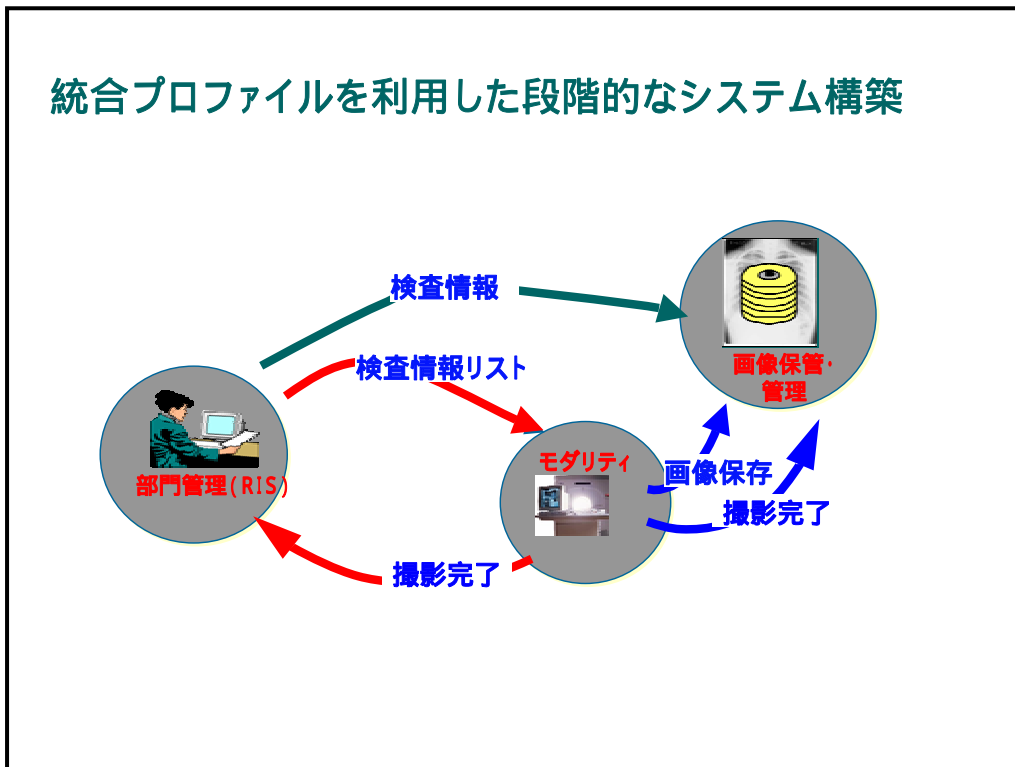 統合プロファイルを利用した段階的なシステム構築
検査情報
検査情報リスト
画像保管・
管理
モダリティ
画像保存
部門管理(RIS)
撮影完了
撮影完了